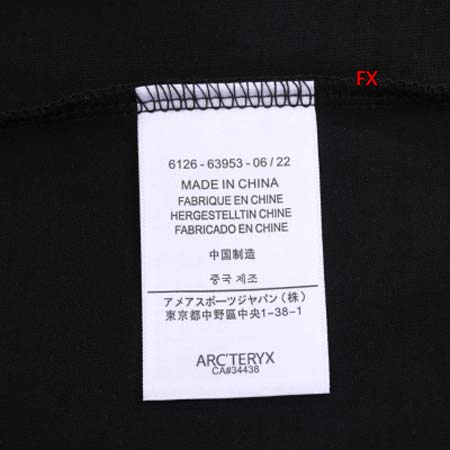 FX
6126 - 63953 - 06 / 22
MADE IN CHINA
FABRIQUE EN CHINE
HERGESTELLTIN CHINE
FABRICADO EN CHINE
中国制造
중국 제조
アメアスポーツジャパン（株）
東京都中野區中央1-38-1
ARC'TERYX
CA#34438